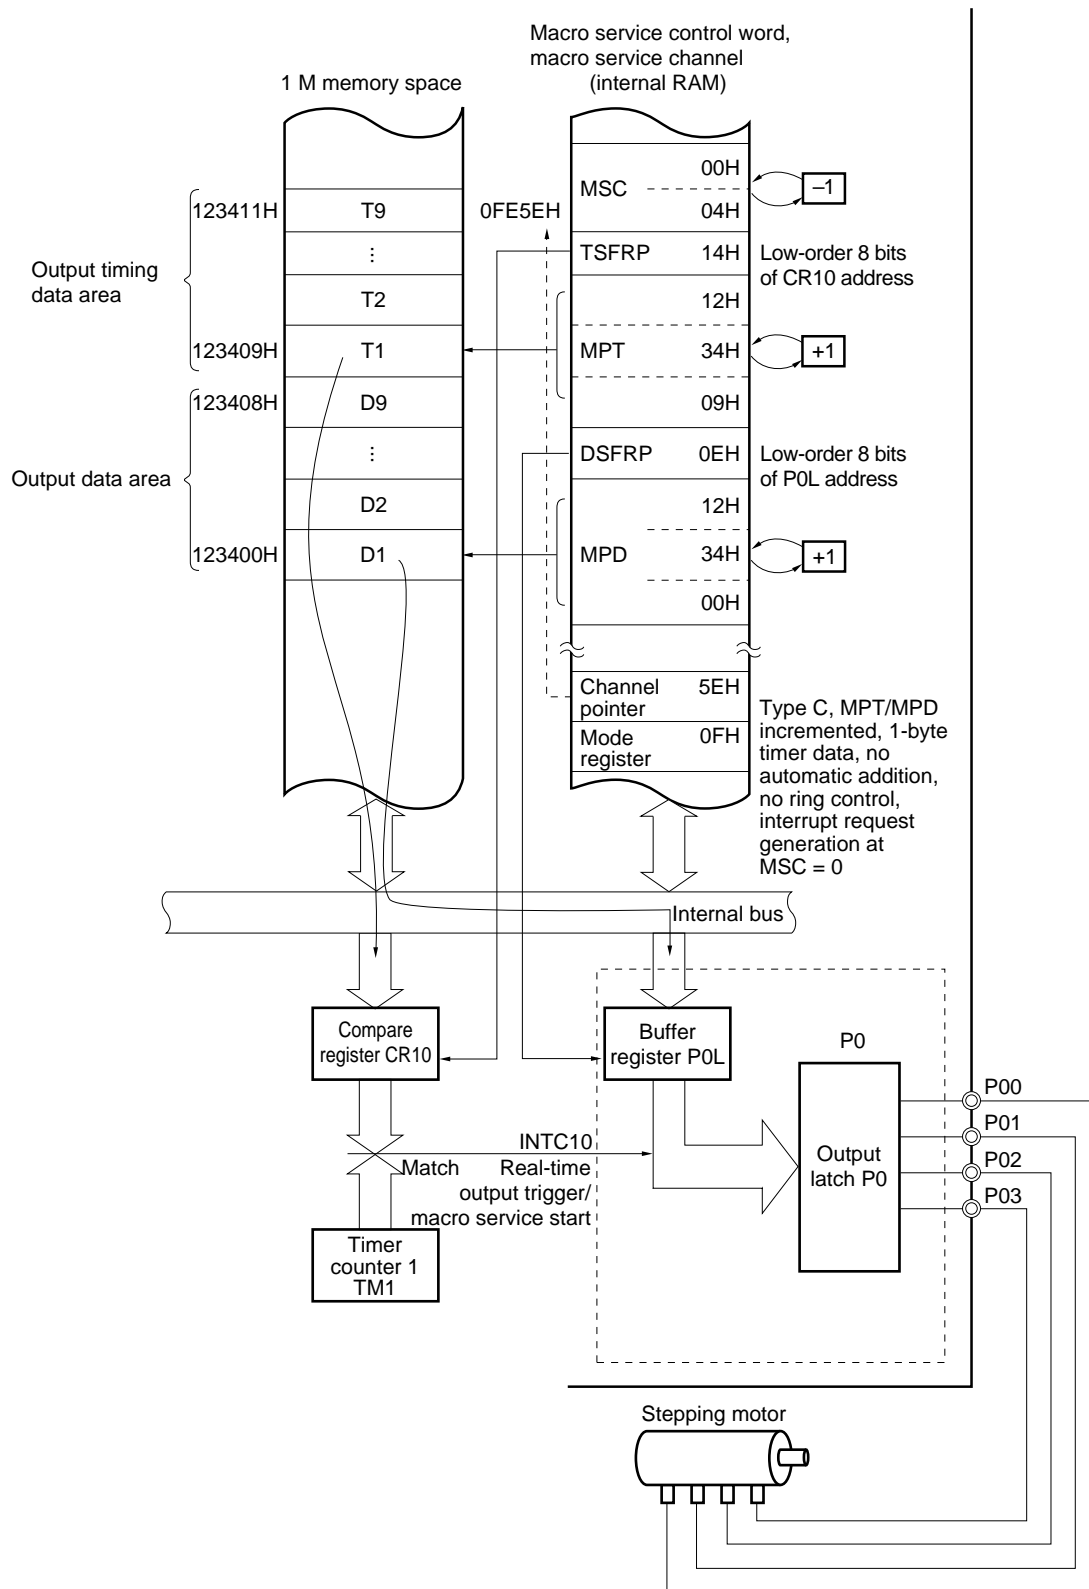 Macro service control word,
macro service channel
(internal RAM)
1 M memory space
MSC
00H
04H
–1
123411H
T9
0FE5EH
TSFRP
14H
Low-order 8 bits
of CR10 address
Output timing
data area
⋮
T2
12H
123409H
T1
MPT
34H
+1
123408H
D9
09H
Output data area
⋮
DSFRP
0EH
Low-order 8 bits
of P0L address
D2
12H
123400H
D1
MPD
34H
+1
00H
Channel
pointer
5EH
Mode
register
0FH
Type C, MPT/MPD
incremented, 1-byte
timer data, no
automatic addition,
no ring control,
interrupt request
generation at
MSC = 0
Internal bus
Compare
register CR10
Buffer
register P0L
P0
P00
P01
P02
P03
Output
latch P0
INTC10
Match
Real-time
output trigger/
macro service start
Timer
counter 1
TM1
Stepping motor